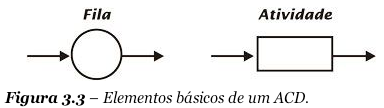 Fila
Atividade
Figura 3.3 – Elementos básicos de um ACD.